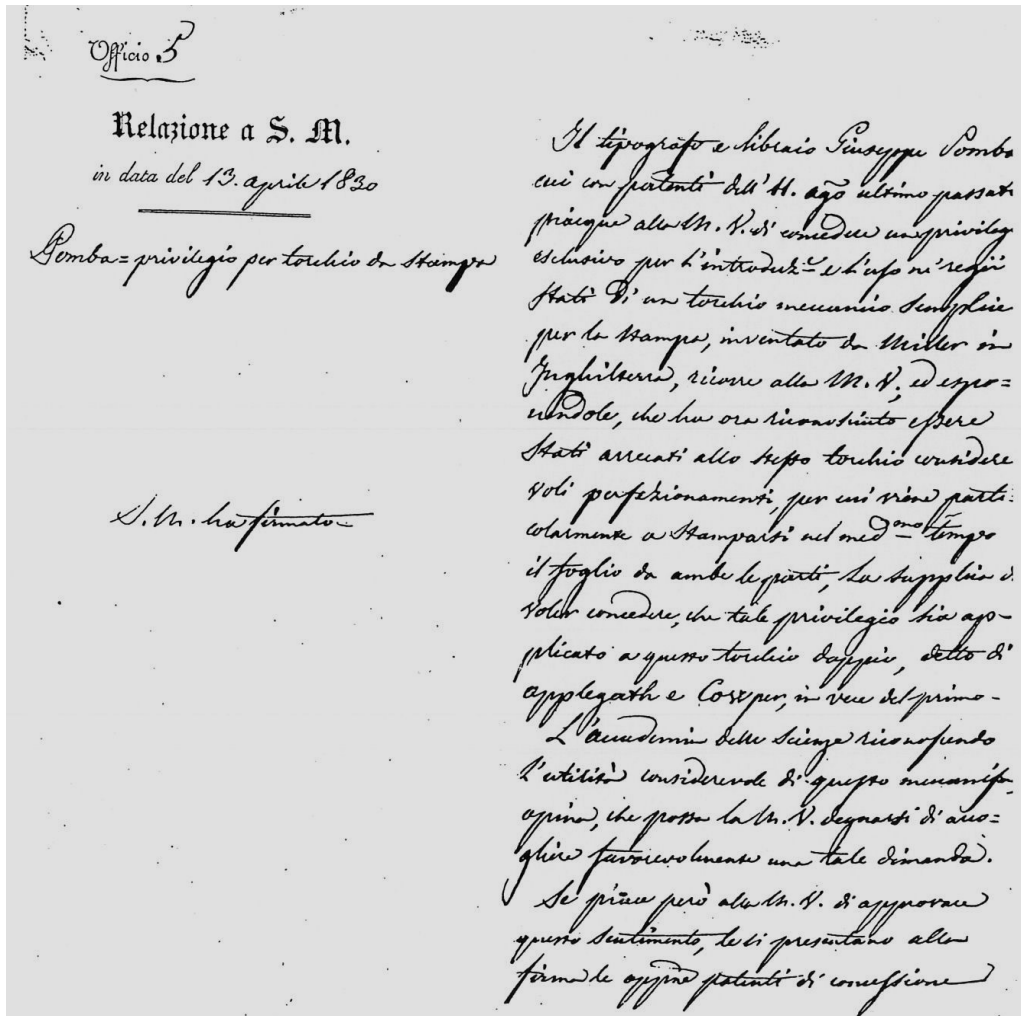 Officio 5
Relazione a S. M.
in data del 13. aprile 1830
Pomba = privilegio per torchio da stampa
S. M. ha firmato
Il tipografo e libraio Giuseppe Pomba
cui con patenti dell' 11. agō ultimo passato
piacque alla M. V. di concedere un privileg
esclusivo per l'introduz.e e l'uso ne' regii
Stati di un torchio meccanico semplice
per la stampa, inventato da Miller in
Inghilterra, ricorre alla M. V., ed espo=
nendole, che ha ora riconosciuto essere
stati arrecati allo stesso torchio considere
voli perfezionamenti, per cui viene parti-
colarmente a stamparsi nel med.mo tempo
il foglio da ambe le parti, La supplica d
voler concedere, che tale privilegio sia ap-
plicato a questo torchio doppio, detto di
applegath e Cowper, in vece del primo -
L'accademia delle Scienze riconoscendo
l'utilità considerevole di questo meccanis
opina, che possa la M. V. degnarsi di acco=
gliere favorevolmente una tale dimanda.
Se piace però alla M. V. di approvare
questo sentimento, le si presentano alla
firma le patenti di concessione